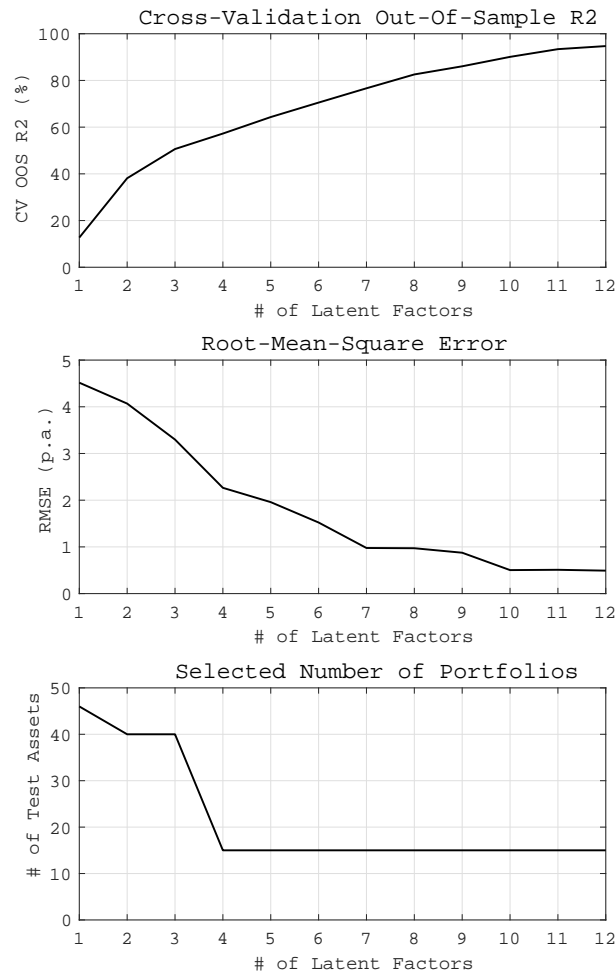 Cross-Validation Out-Of-Sample R2
100
80
60
40
20
0
CV OOS R2 (%)
1 2 3 4 5 6 7 8 9 10 11 12
# of Latent Factors
Root-Mean-Square Error
5
4
3
2
1
0
RMSE (p.a.)
1 2 3 4 5 6 7 8 9 10 11 12
# of Latent Factors
Selected Number of Portfolios
50
40
30
20
10
0
# of Test Assets
1 2 3 4 5 6 7 8 9 10 11 12
# of Latent Factors